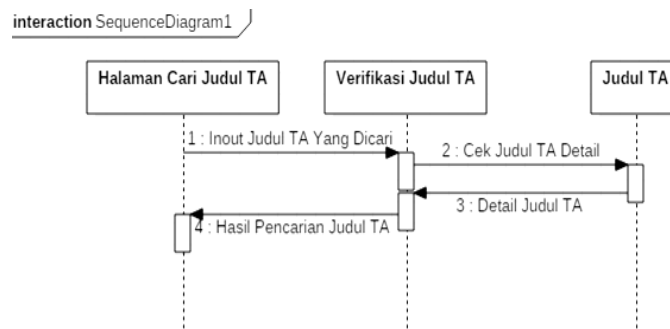 interaction SequenceDiagram1
Halaman Cari Judul TA
Verifikasi Judul TA
Judul TA
1 : Inout Judul TA Yang Dicari
2 : Cek Judul TA Detail
3 : Detail Judul TA
4 : Hasil Pencarian Judul TA